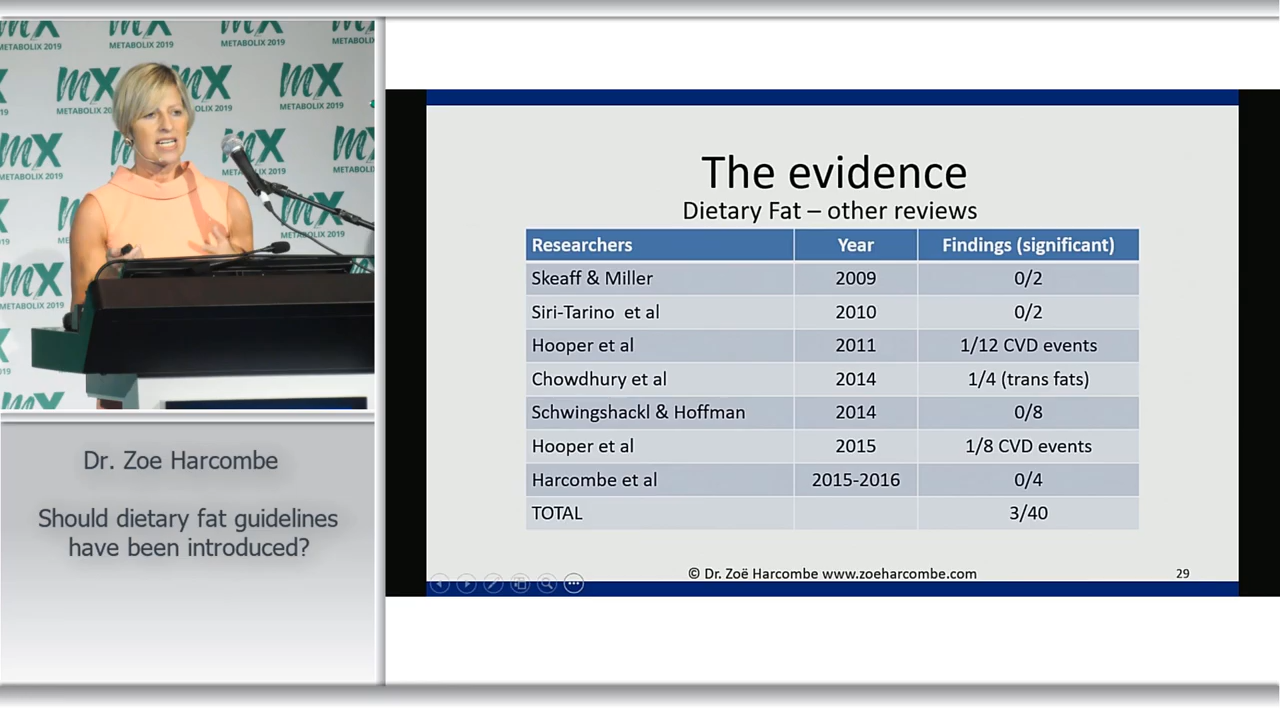 mX
METABOLIX 2019
Dr. Zoe Harcombe
Should dietary fat guidelines
have been introduced?
The evidence
Dietary Fat – other reviews
Researchers Year Findings (significant)
Skeaff & Miller 2009 0/2
Siri-Tarino et al 2010 0/2
Hooper et al 2011 1/12 CVD events
Chowdhury et al 2014 1/4 (trans fats)
Schwingshackl & Hoffman 2014 0/8
Hooper et al 2015 1/8 CVD events
Harcombe et al 2015-2016 0/4
TOTAL 3/40
© Dr. Zoë Harcombe www.zoeharcombe.com 29